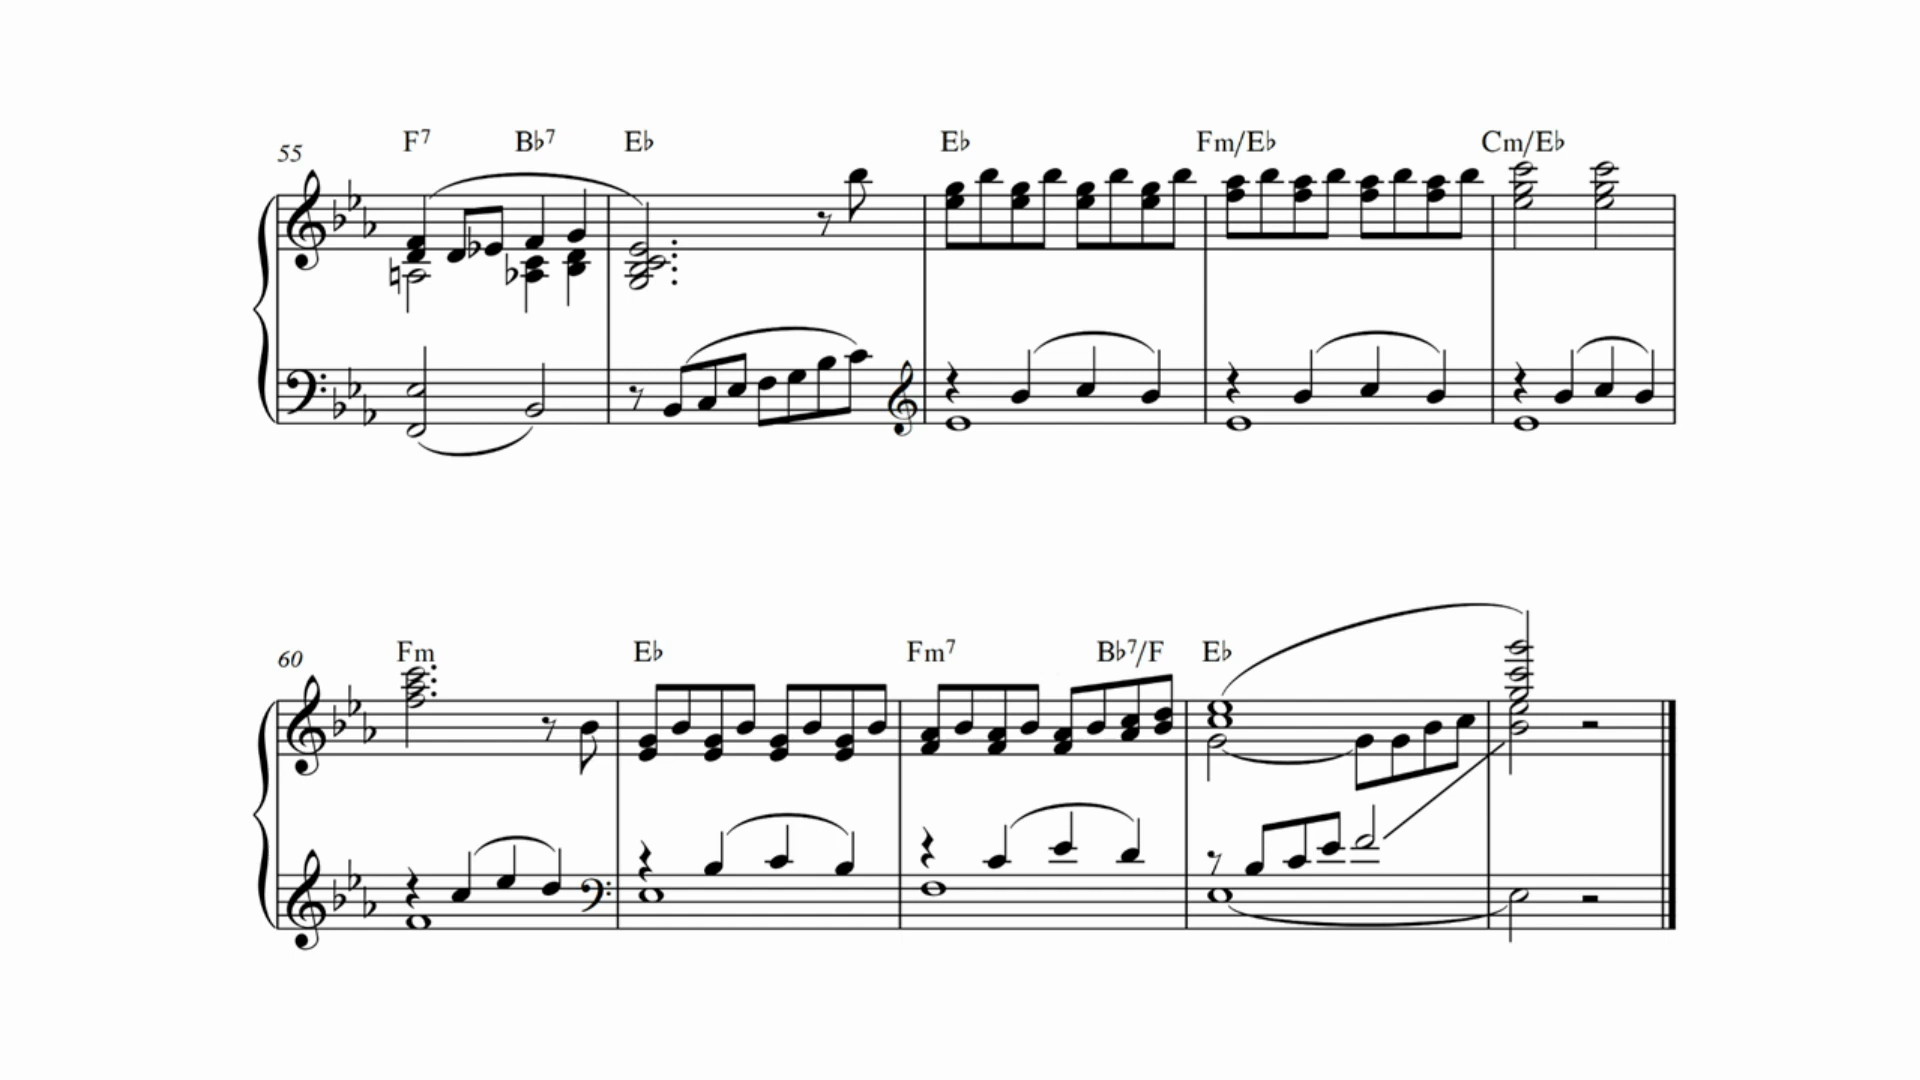 F7 B♭7 E♭ E♭ Fm/E♭ Cm/E♭
55
Fm E♭ Fm7 B♭7/F E♭
60